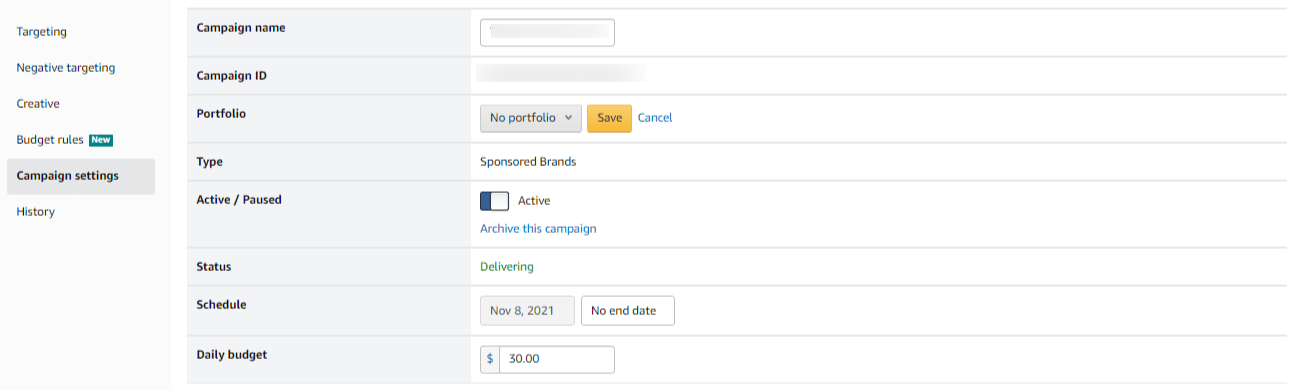 Targeting
Negative targeting
Creative
Budget rules New
Campaign settings
History
Campaign name
Campaign ID
Portfolio No portfolio Save Cancel
Type Sponsored Brands
Active / Paused Active
Archive this campaign
Status Delivering
Schedule Nov 8, 2021 No end date
Daily budget $ 30.00